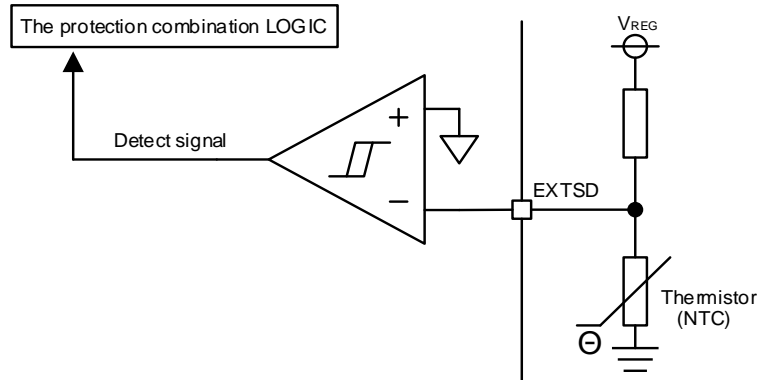 The protection combination LOGIC
VREG
Detect signal
+
−
EXTSD
Thermistor
(NTC)
Θ